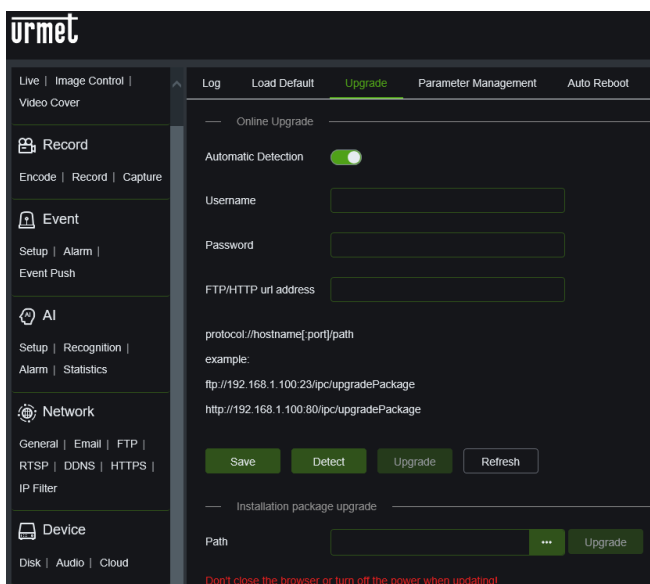 urmet
Live | Image Control |
Video Cover
Record
Encode | Record | Capture
Event
Setup | Alarm |
Event Push
AI
Setup | Recognition |
Alarm | Statistics
Network
General | Email | FTP |
RTSP | DDNS | HTTPS |
IP Filter
Device
Disk | Audio | Cloud
Log Load Default Upgrade Parameter Management Auto Reboot
Online Upgrade
Automatic Detection
Username
Password
FTP/HTTP url address
protocol://hostname[:port]/path
example:
ftp://192.168.1.100:23/ipc/upgradePackage
http://192.168.1.100:80/ipc/upgradePackage
Save Detect Upgrade Refresh
Installation package upgrade
Path ... Upgrade
Don't close the browser or turn off the power when updating!